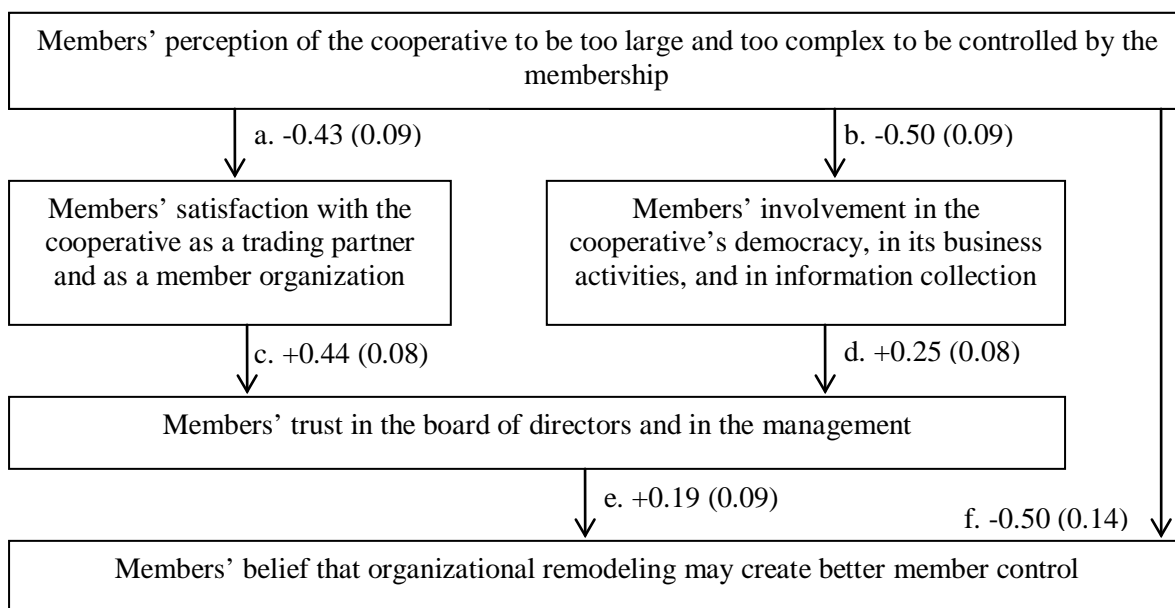 Members’ perception of the cooperative to be too large and too complex to be controlled by the
membership
a. -0.43 (0.09)
b. -0.50 (0.09)
Members’ satisfaction with the
cooperative as a trading partner
and as a member organization
Members’ involvement in the
cooperative’s democracy, in its business
activities, and in information collection
c. +0.44 (0.08)
d. +0.25 (0.08)
Members’ trust in the board of directors and in the management
e. +0.19 (0.09)
f. -0.50 (0.14)
Members’ belief that organizational remodeling may create better member control